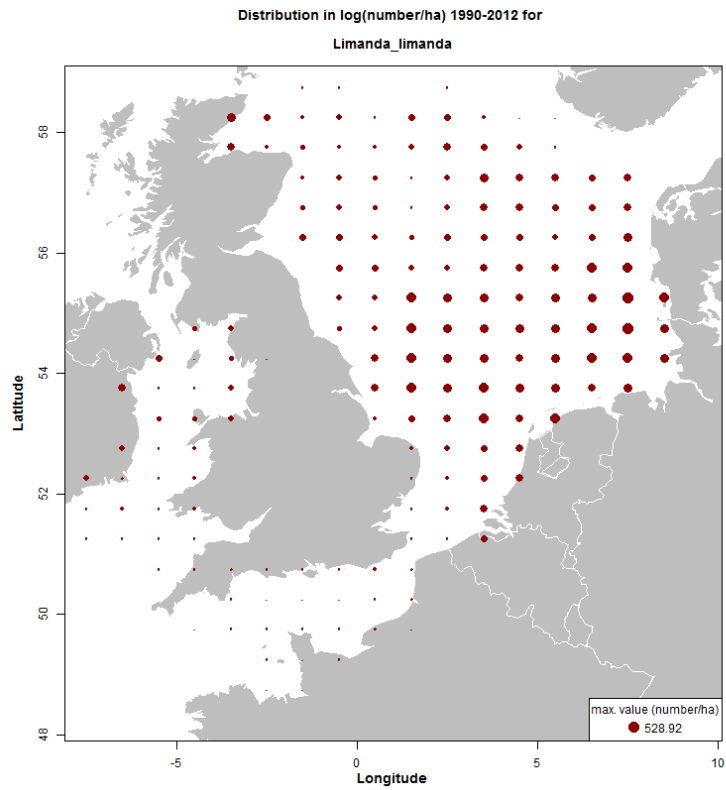 Distribution in log(number/ha) 1990-2012 for
Limanda_limanda
58
56
54
52
50
48
Latitude
-5
0
5
10
Longitude
max. value (number/ha)
528.92